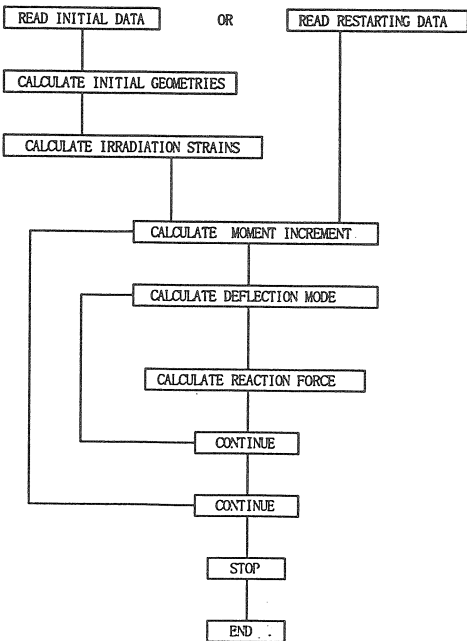 READ INITIAL DATA OR READ RESTARTING DATA
CALCULATE INITIAL GEOMETRIES
CALCULATE IRRADIATION STRAINS
CALCULATE MOMENT INCREMENT
CALCULATE DEFLECTION MODE
CALCULATE REACTION FORCE
CONTINUE
CONTINUE
STOP
END